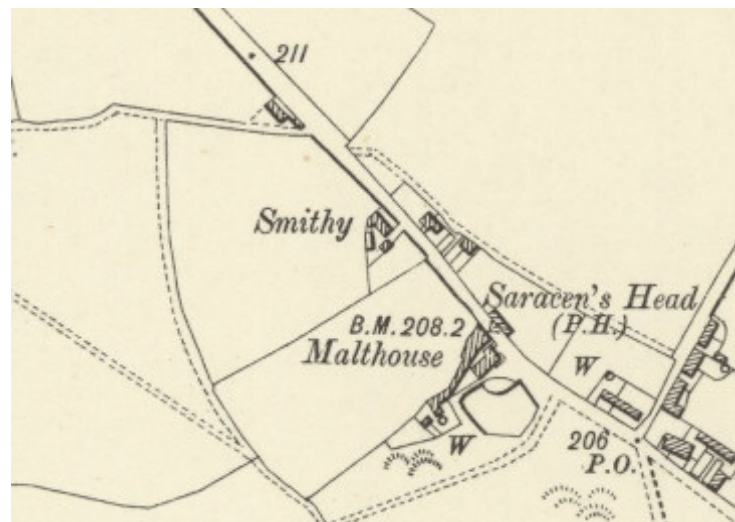 211
Smithy
Saracen's Head
(P.H.)
B.M. 208.2
Malthouse
W
W
206
P.O.